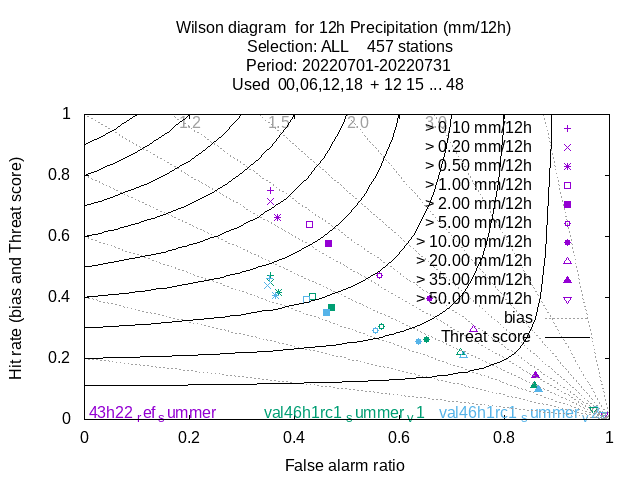 Wilson diagram  for 12h Precipitation (mm/12h)
Selection: ALL    457 stations
Period: 20220701-20220731
Used  00,06,12,18  + 12 15 ... 48
1.2 1.5 2.0 3.0
> 0.10 mm/12h
> 0.20 mm/12h
> 0.50 mm/12h
> 1.00 mm/12h
> 2.00 mm/12h
> 5.00 mm/12h
> 10.00 mm/12h
> 20.00 mm/12h
> 35.00 mm/12h
> 50.00 mm/12h
bias
Threat score
1
0.8
0.6
0.4
0.2
0
Hit rate (bias and Threat score)
43h22_ref_summer val46h1rc1_summer_v1 val46h1rc1_summer_v
0 0.2 0.4 0.6 0.8 1
False alarm ratio